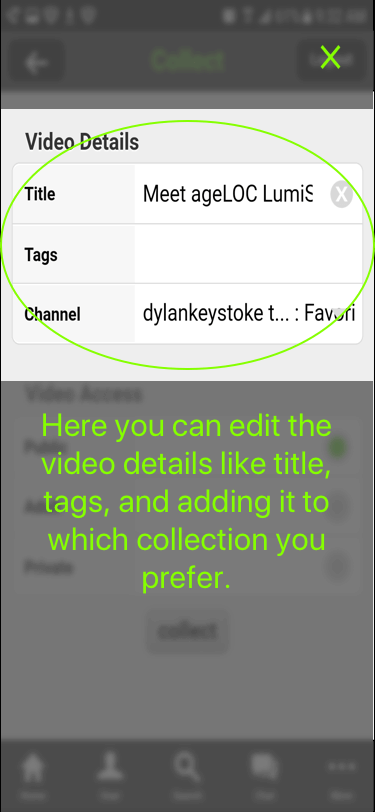 Collect
X
Video Details
Title Meet ageLOC LumiS X
Tags
Channel dylankeystoke t... : Favori
Video Access
Here you can edit the
video details like title,
tags, and adding it to
which collection you
prefer.
Private
collect